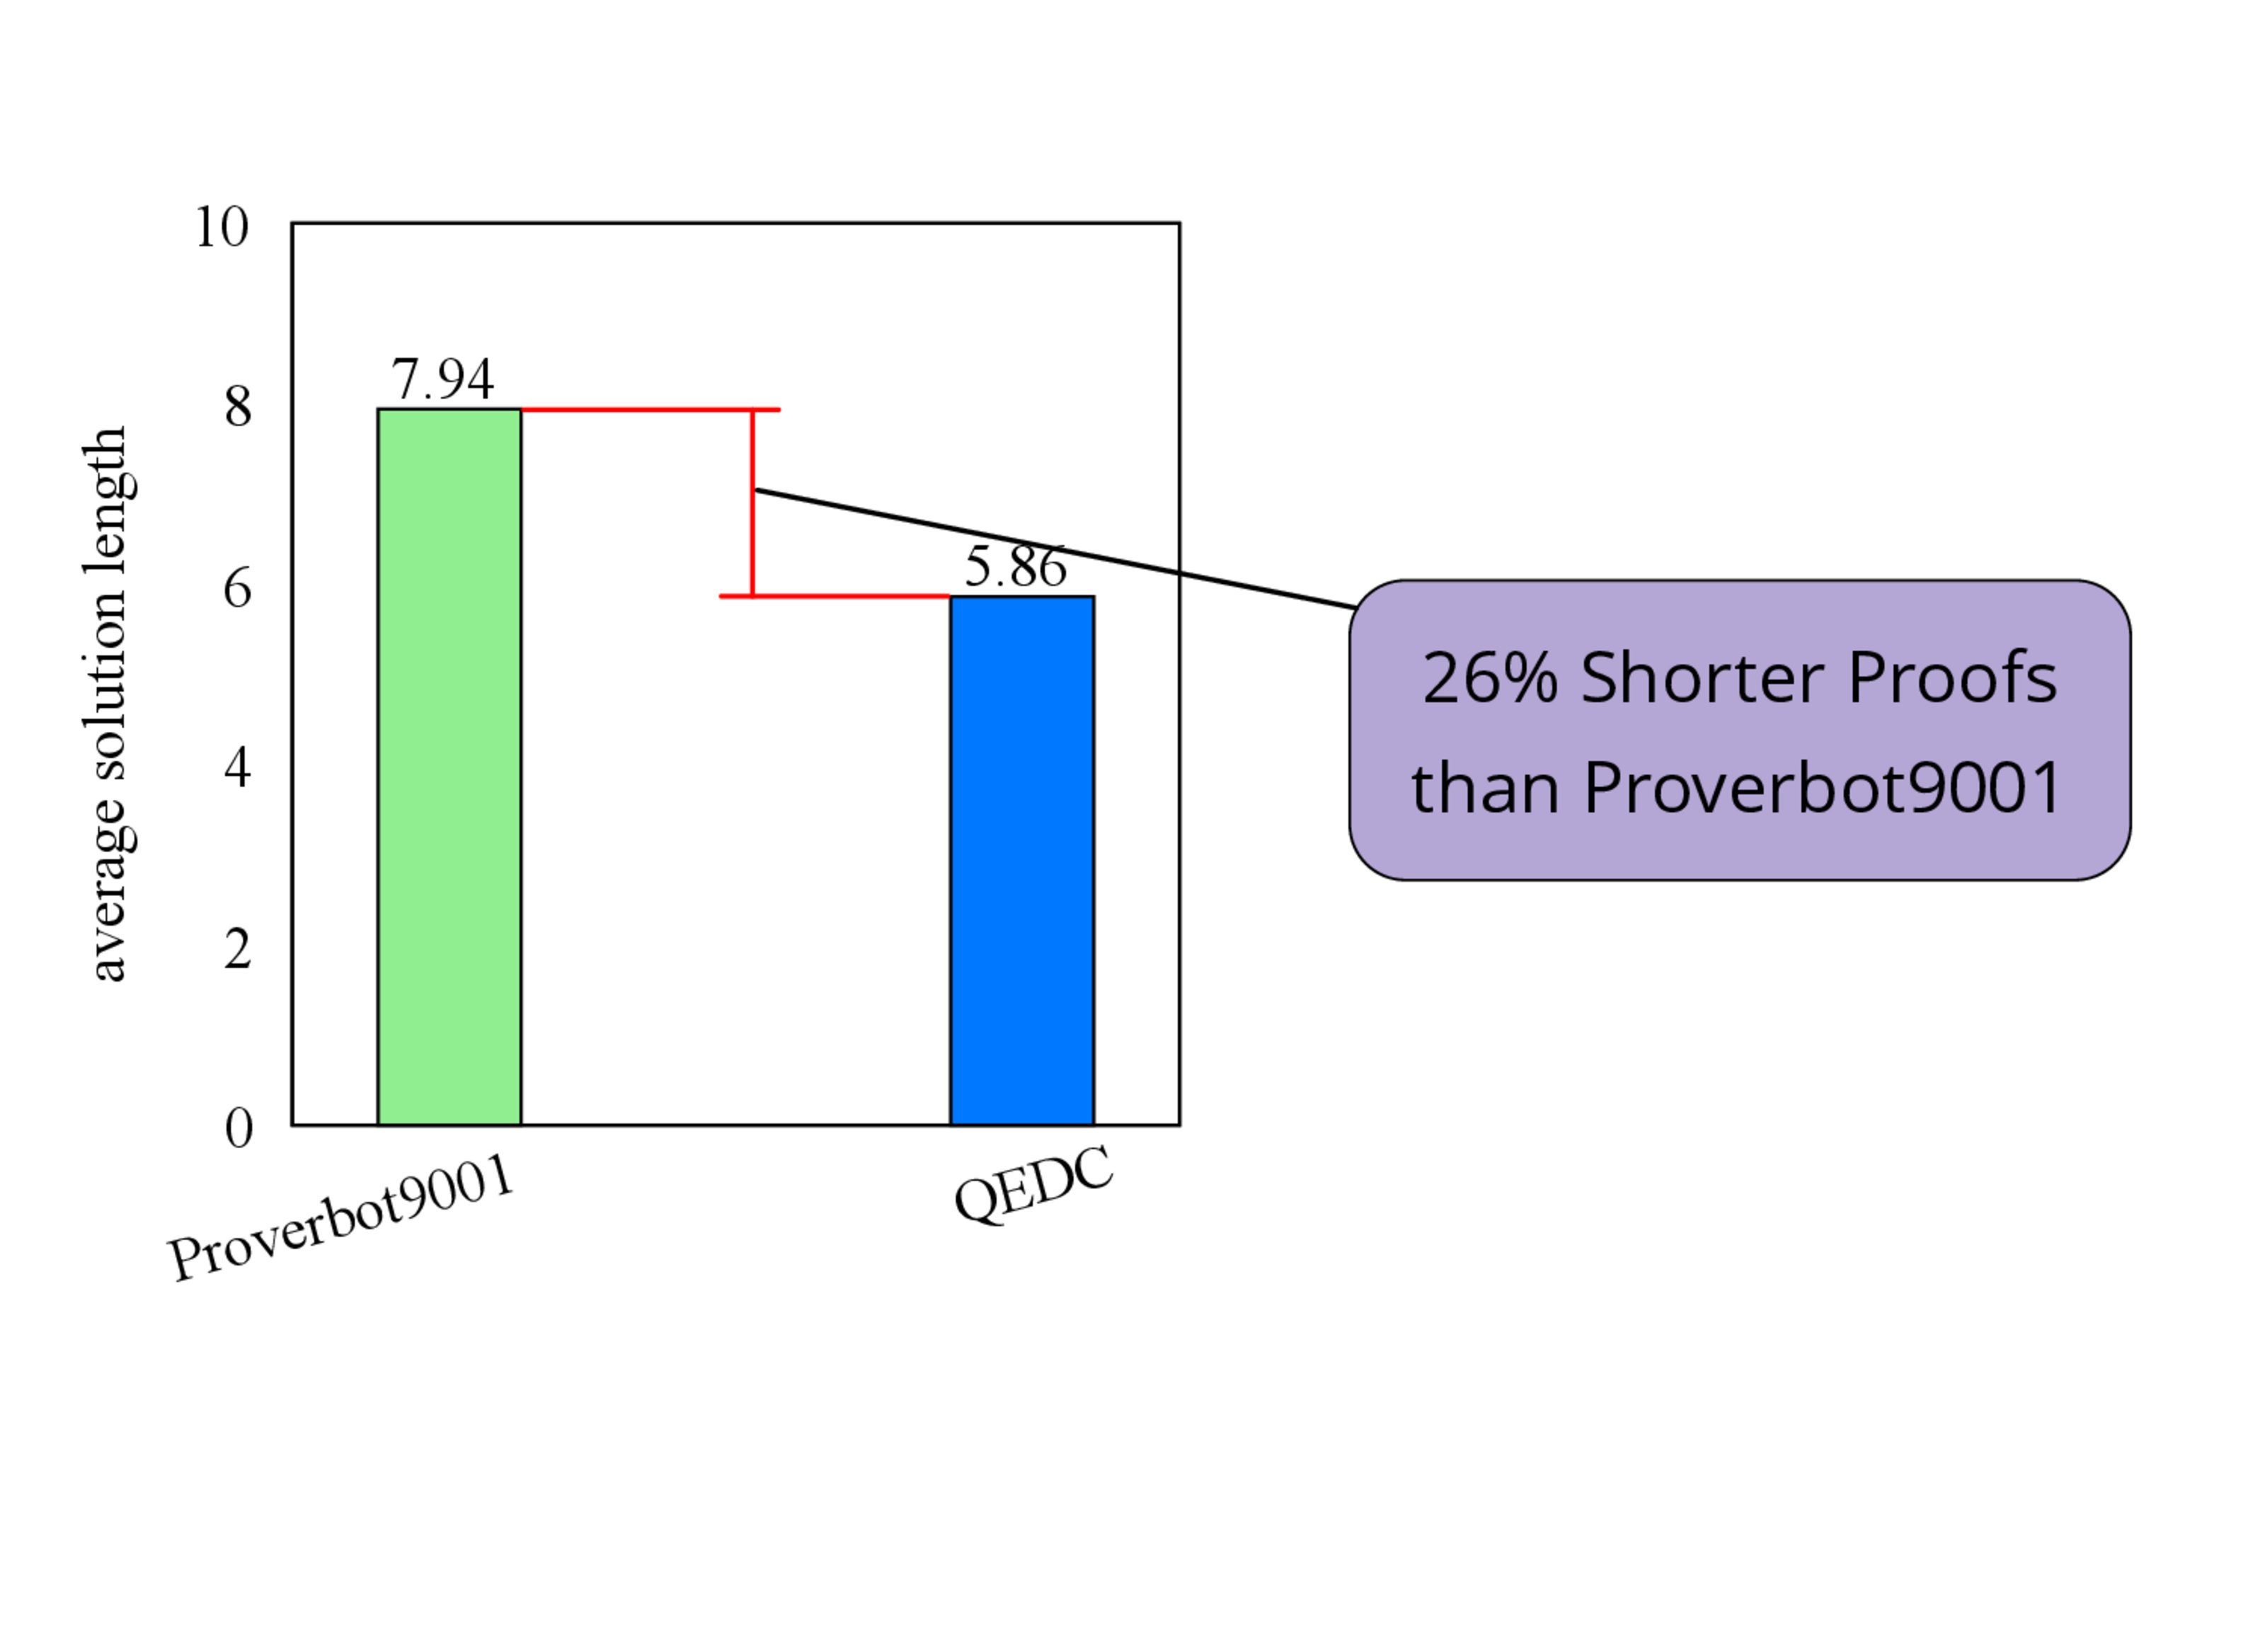 10
7.94
8
average solution length
5.86
6
26% Shorter Proofs
than Proverbot9001
4
2
0
Proverbot9001
QEDC